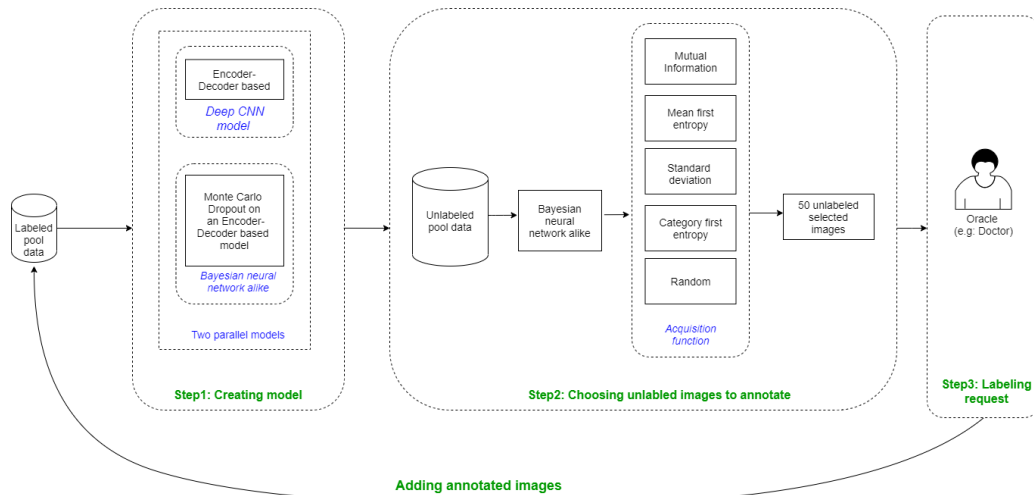 Labeled
pool
data
Encoder-
Decoder based
Deep CNN
model
Monte Carlo
Dropout on
an Encoder-
Decoder based
model
Bayesian neural
network alike
Two parallel models
Step1: Creating model
Unlabeled
pool data
Bayesian
neural
network alike
Mutual
Information
Mean first
entropy
Standard
deviation
Category first
entropy
Random
Acquisition
function
50 unlabeled
selected
images
Step2: Choosing unlabled images to annotate
Oracle
(e.g: Doctor)
Step3: Labeling
request
Adding annotated images